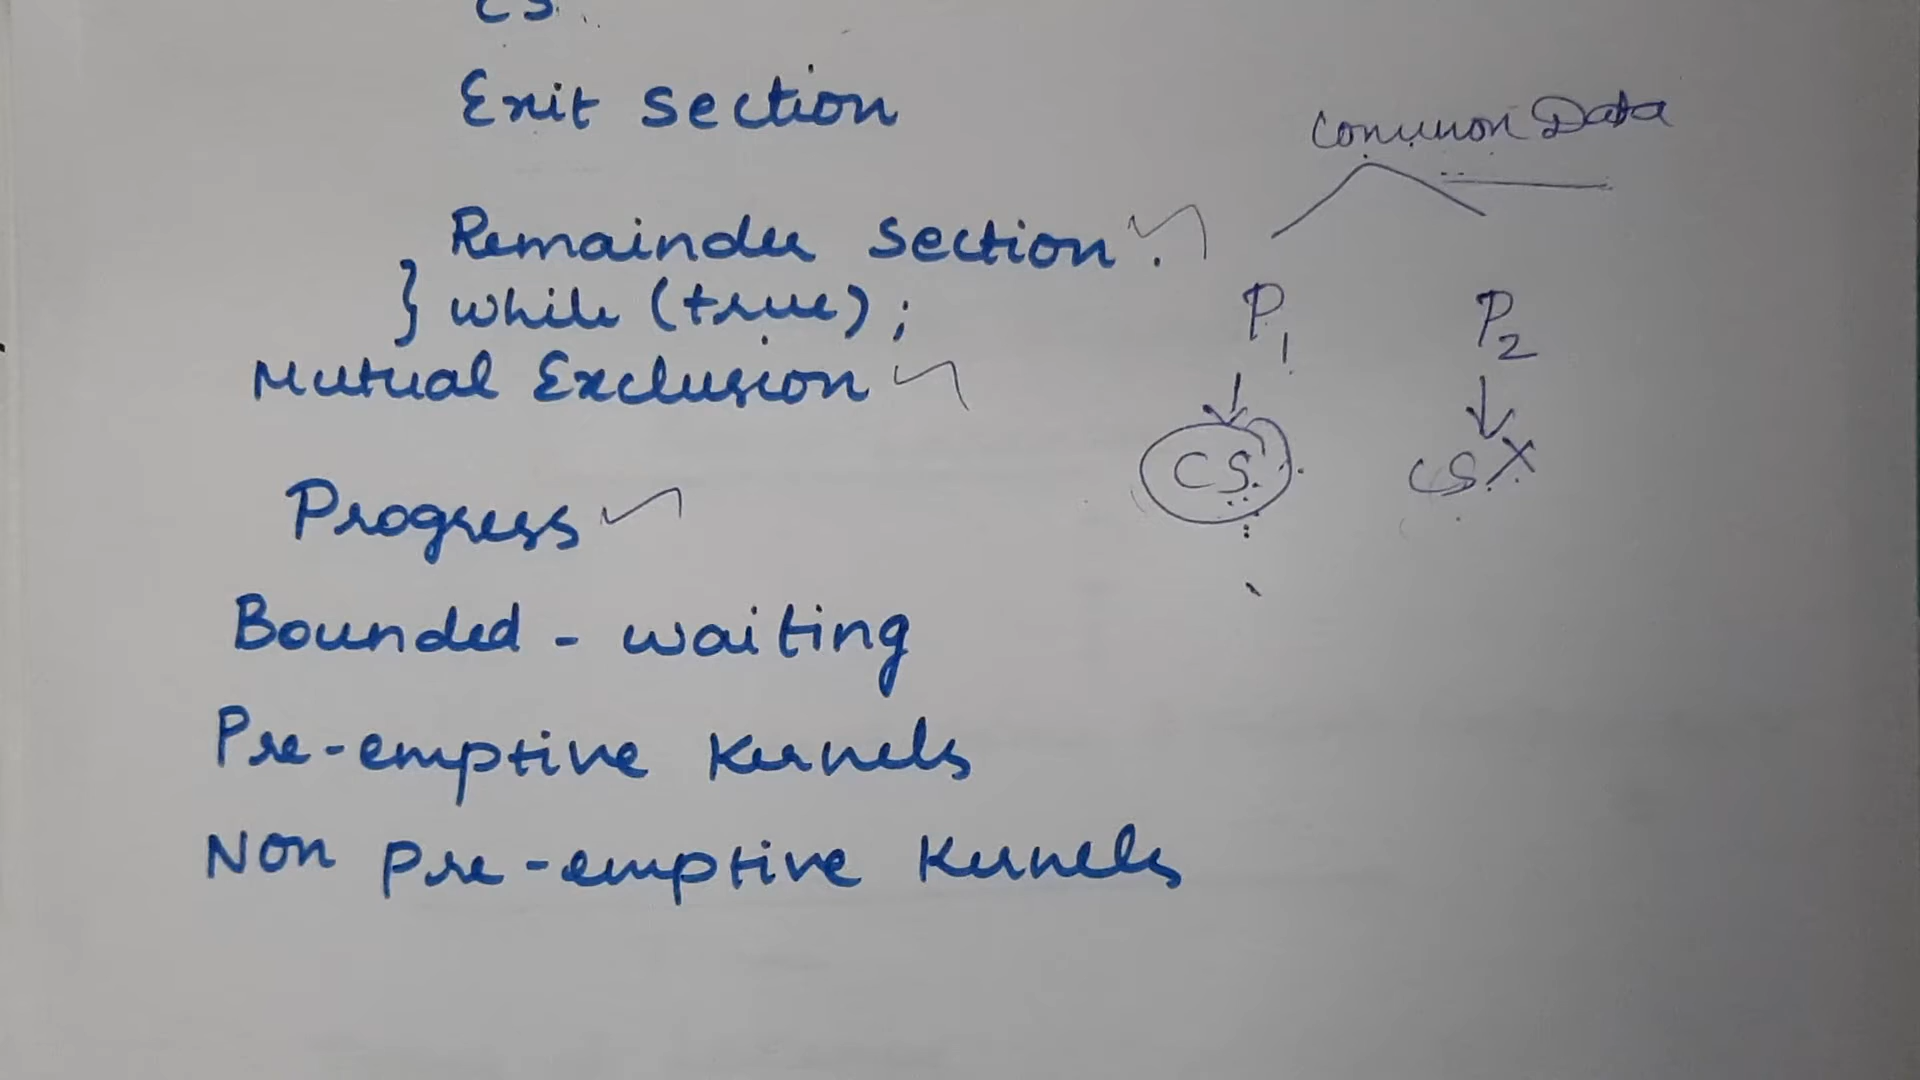 CS
Exit section
Remainder section
} while (true);
Mutual Exclusion
Progress
Bounded - waiting
Pre-emptive Kernels
Non pre-emptive Kernels
Common Data
P1 P2
CS CS X